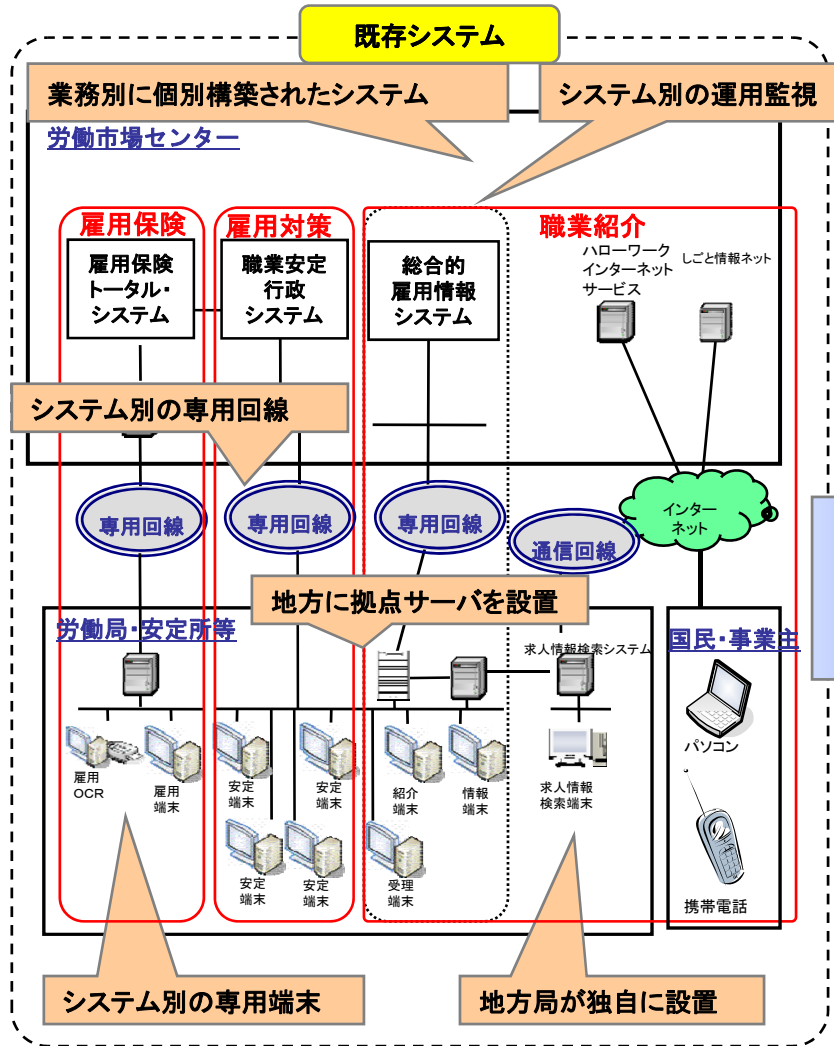 既存システム
業務別に個別構築されたシステム
システム別の運用監視
労働市場センター
雇用保険
雇用対策
職業紹介
雇用保険
トータル・
システム
職業安定
行政
システム
総合的
雇用情報
システム
ハローワーク
インターネット
サービス
しごと情報ネット
システム別の専用回線
専用回線
専用回線
専用回線
通信回線
インター
ネット
地方に拠点サーバを設置
労働局・安定所等
求人情報検索システム
国民・事業主
雇用
OCR
雇用
端末
安定
端末
安定
端末
紹介
端末
情報
端末
求人情報
検索端末
パソコン
安定
端末
安定
端末
受理
端末
携帯電話
システム別の専用端末
地方局が独自に設置